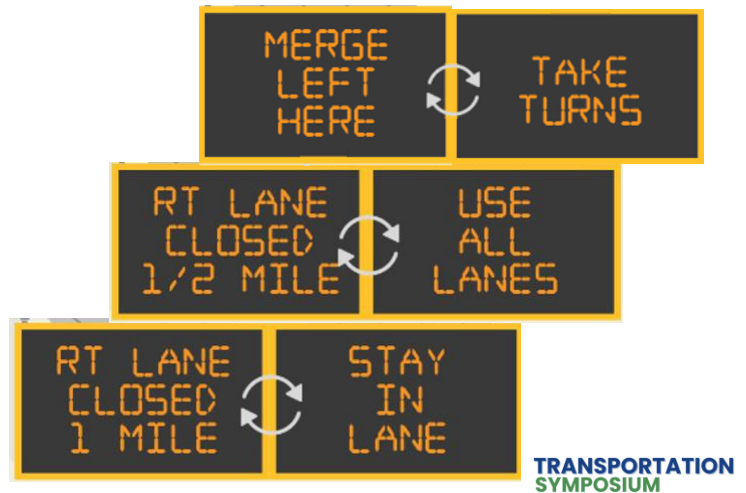 MERGE
LEFT
HERE
TAKE
TURNS
RT LANE
CLOSED
1/2 MILE
USE
ALL
LANES
RT LANE
CLOSED
1 MILE
STAY
IN
LANE
TRANSPORTATION
SYMPOSIUM